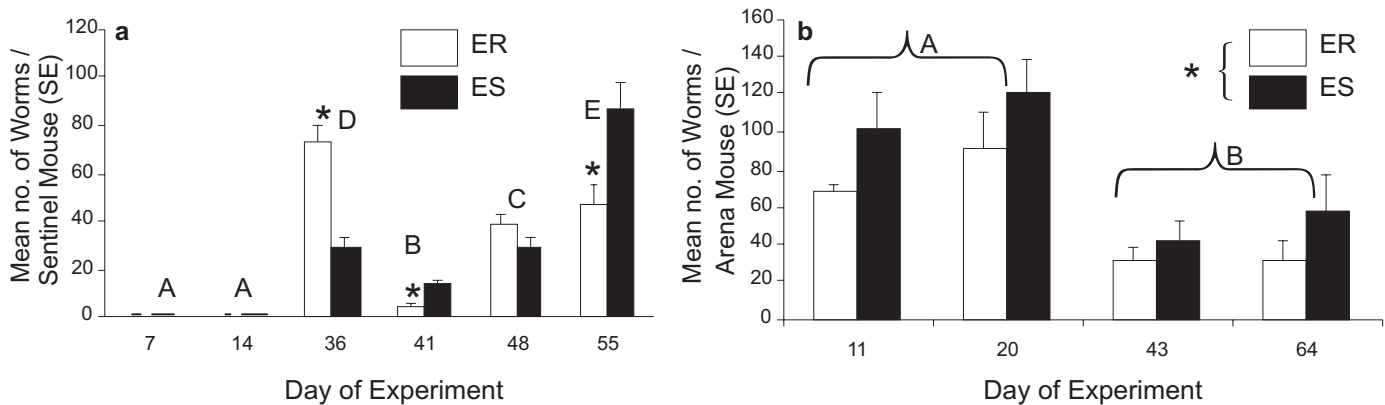 a
Mean no. of Worms /
Sentinel Mouse (SE)
120
100
80
60
40
20
0
ER
ES
A
A
* D
B
*
C
E
*
7 14 36 41 48 55
Day of Experiment
b
Mean no. of Worms /
Arena Mouse (SE)
160
140
120
100
80
60
40
20
0
A
B
* {
ER
ES
11 20 43 64
Day of Experiment